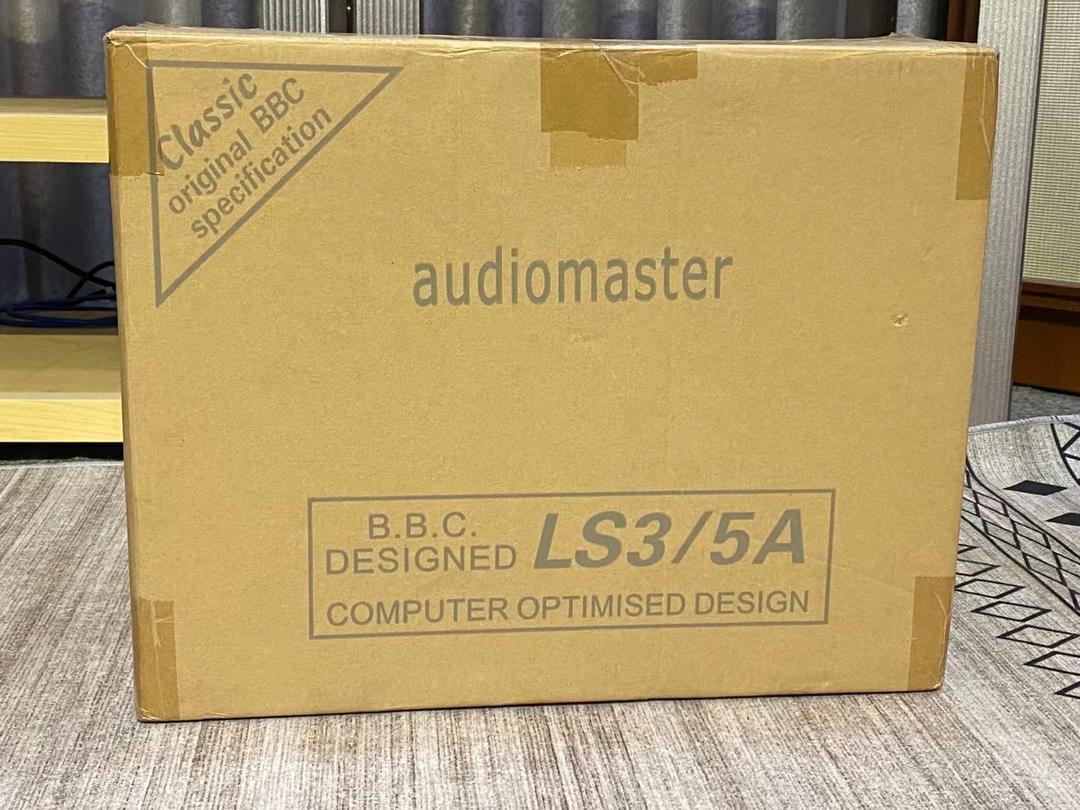 Classic
original BBC
specification
audiomaster
B.B.C.
DESIGNED LS3/5A
COMPUTER OPTIMISED DESIGN